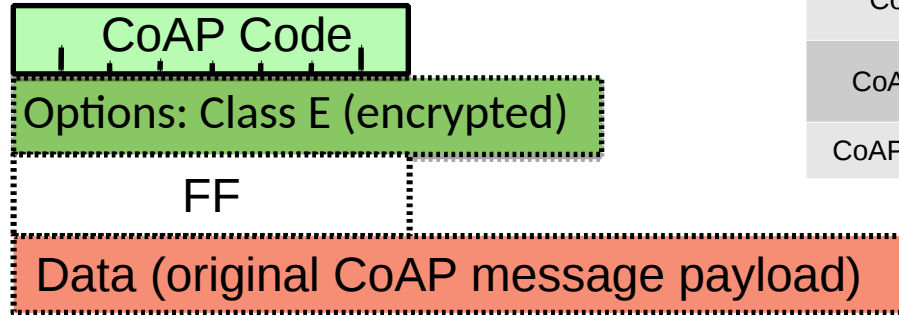 CoAP Code
Options: Class E (encrypted)
FF
Data (original CoAP message payload)